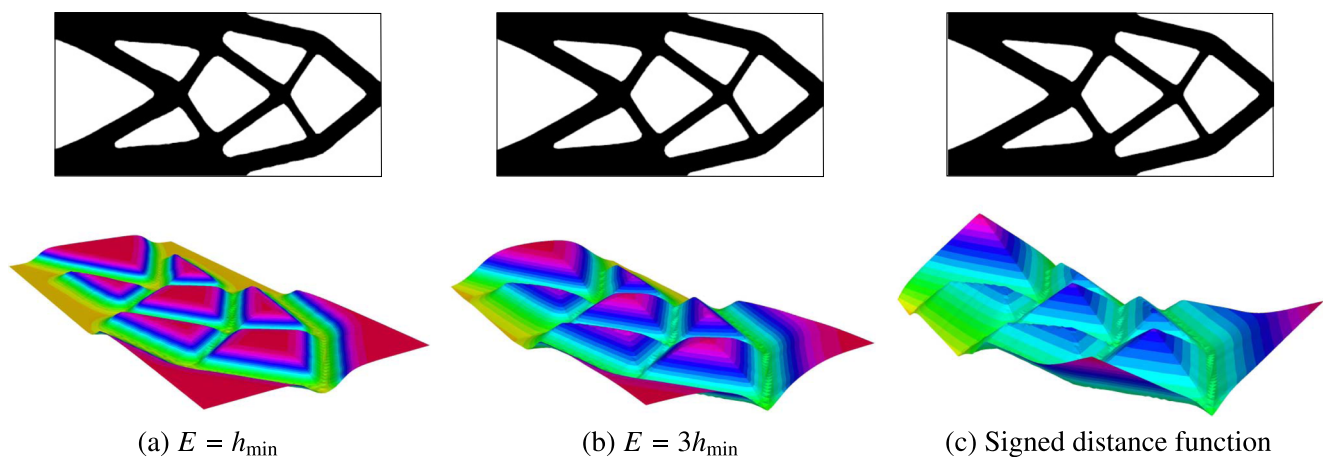 (a) E = h_min
(b) E = 3h_min
(c) Signed distance function